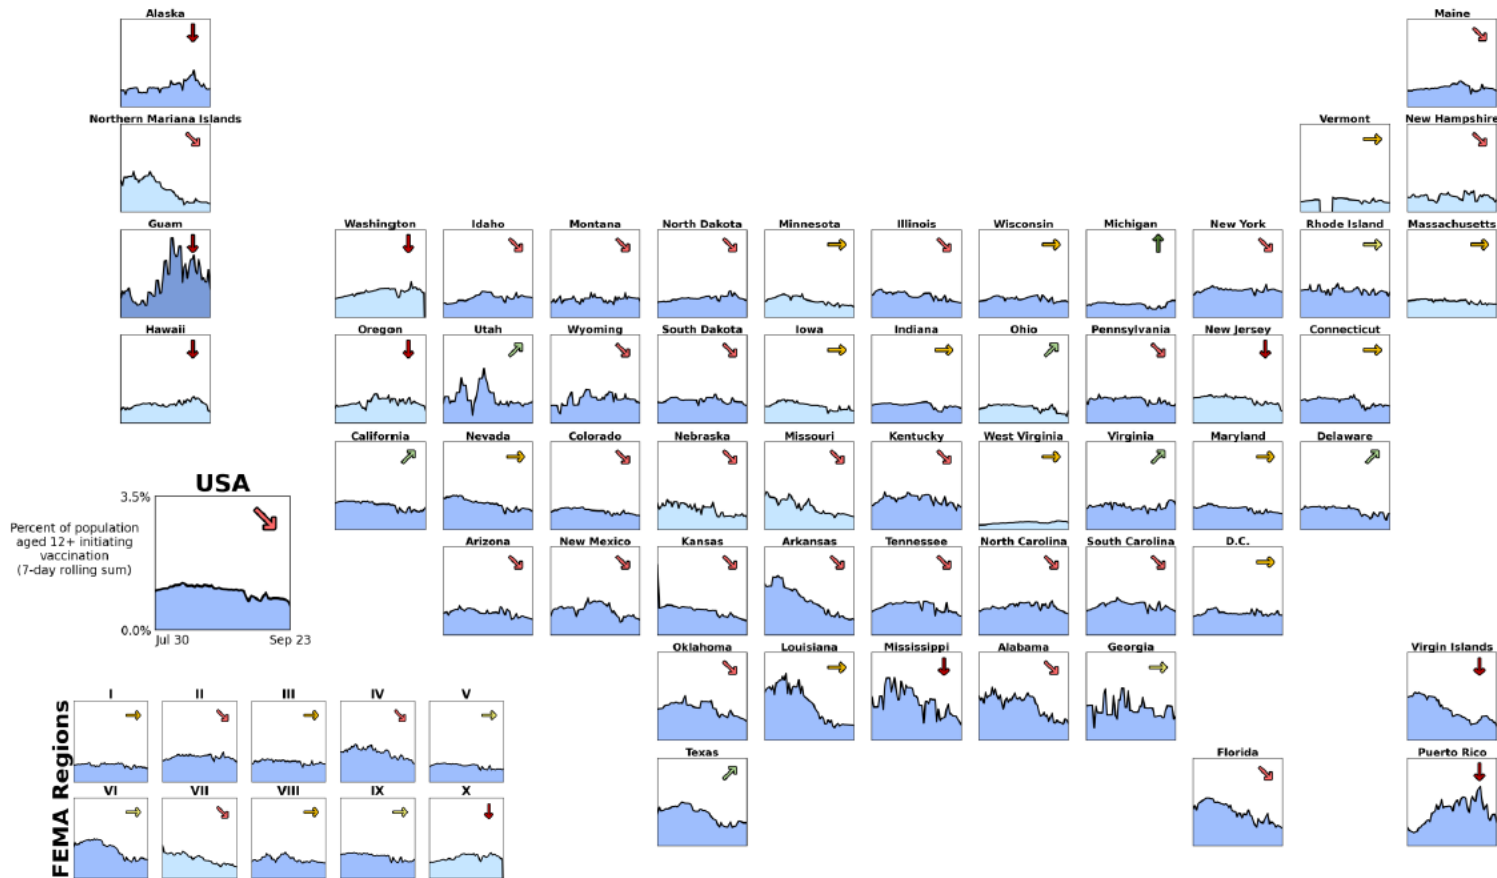 Alaska
Maine
Northern Mariana Islands
Vermont
New Hampshire
Guam
Washington
Idaho
Montana
North Dakota
Minnesota
Illinois
Wisconsin
Michigan
New York
Rhode Island
Massachusetts
Hawaii
Oregon
Utah
Wyoming
South Dakota
Iowa
Indiana
Ohio
Pennsylvania
New Jersey
Connecticut
California
Nevada
Colorado
Nebraska
Missouri
Kentucky
West Virginia
Virginia
Maryland
Delaware
USA
3.5%
Percent of population
aged 12+ initiating
vaccination
(7-day rolling sum)
0.0%
Jul 30
Sep 23
Arizona
New Mexico
Kansas
Arkansas
Tennessee
North Carolina
South Carolina
D.C.
Oklahoma
Louisiana
Mississippi
Alabama
Georgia
Virgin Islands
Texas
Florida
Puerto Rico
FEMA Regions
I
II
III
IV
V
VI
VII
VIII
IX
X